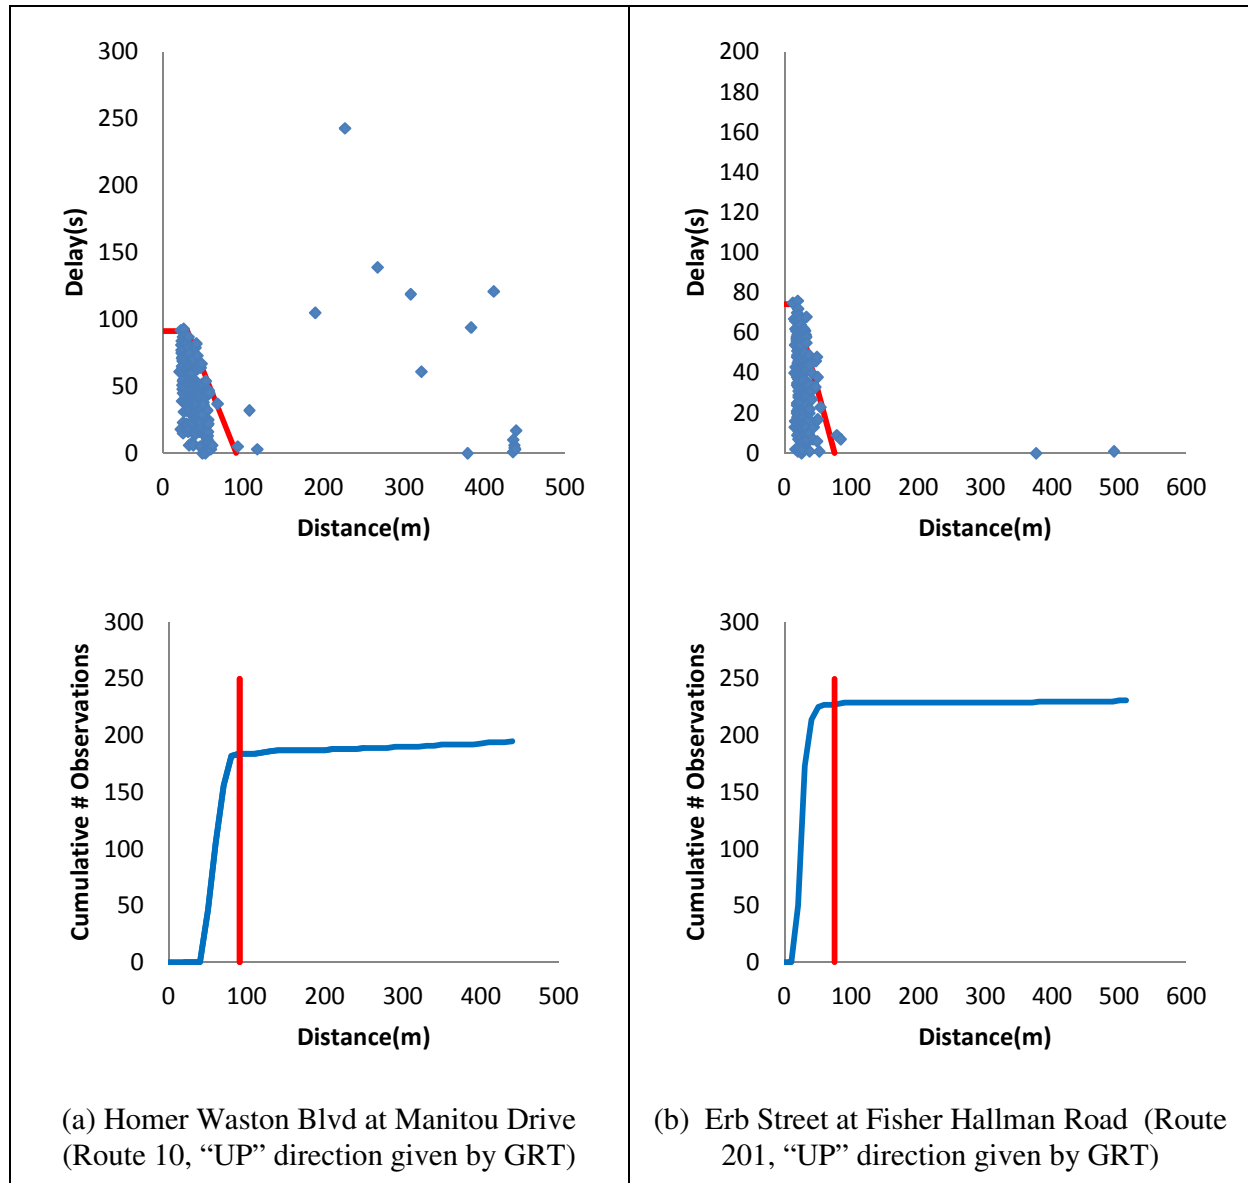 300
250
200
150
100
50
0
Delay(s)
0 100 200 300 400 500
Distance(m)
300
250
200
150
100
50
0
Cumulative # Observations
0 100 200 300 400 500
Distance(m)
(a) Homer Waston Blvd at Manitou Drive
(Route 10, “UP” direction given by GRT)
200
180
160
140
120
100
80
60
40
20
0
Delay(s)
0 100 200 300 400 500 600
Distance(m)
300
250
200
150
100
50
0
Cumulative # Observations
0 100 200 300 400 500 600
Distance(m)
(b) Erb Street at Fisher Hallman Road (Route
201, “UP” direction given by GRT)